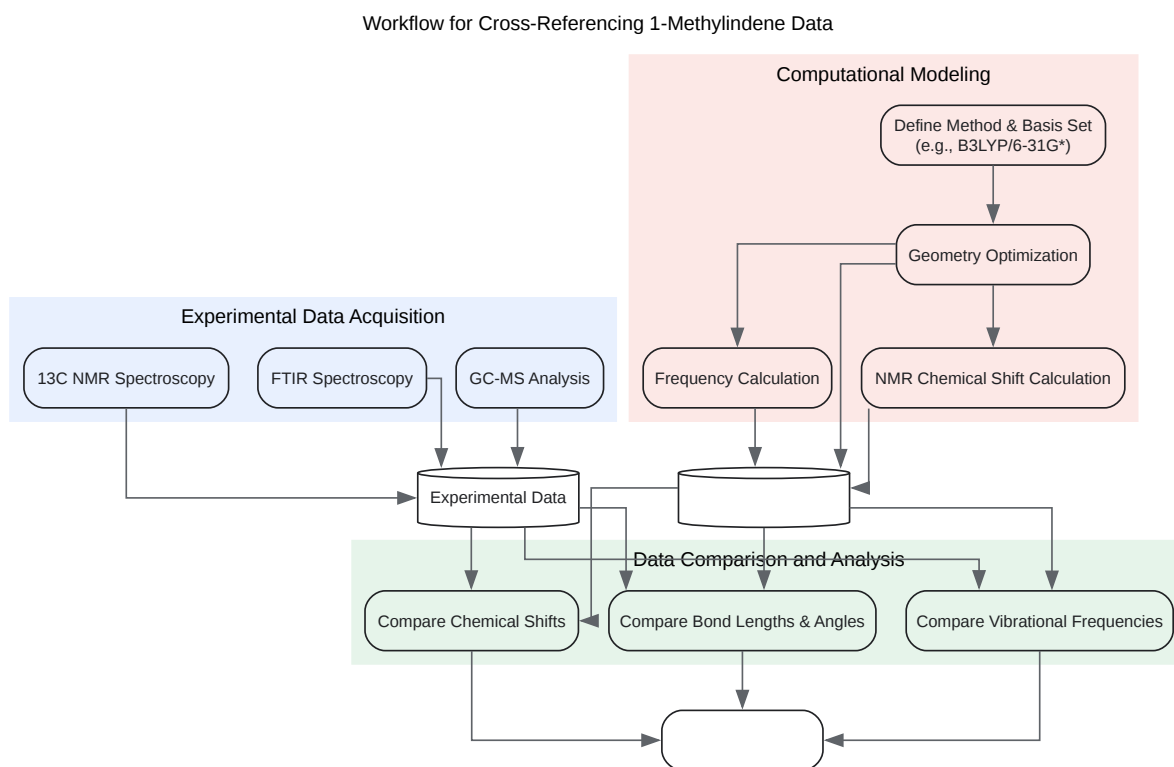 Workflow for Cross-Referencing 1-Methylindene Data
Computational Modeling
Define Method & Basis Set
(e.g., B3LYP/6-31G*)
Geometry Optimization
Experimental Data Acquisition
13C NMR Spectroscopy
FTIR Spectroscopy
GC-MS Analysis
Frequency Calculation
NMR Chemical Shift Calculation
Experimental Data
Data Comparison and Analysis
Compare Chemical Shifts
Compare Bond Lengths & Angles
Compare Vibrational Frequencies